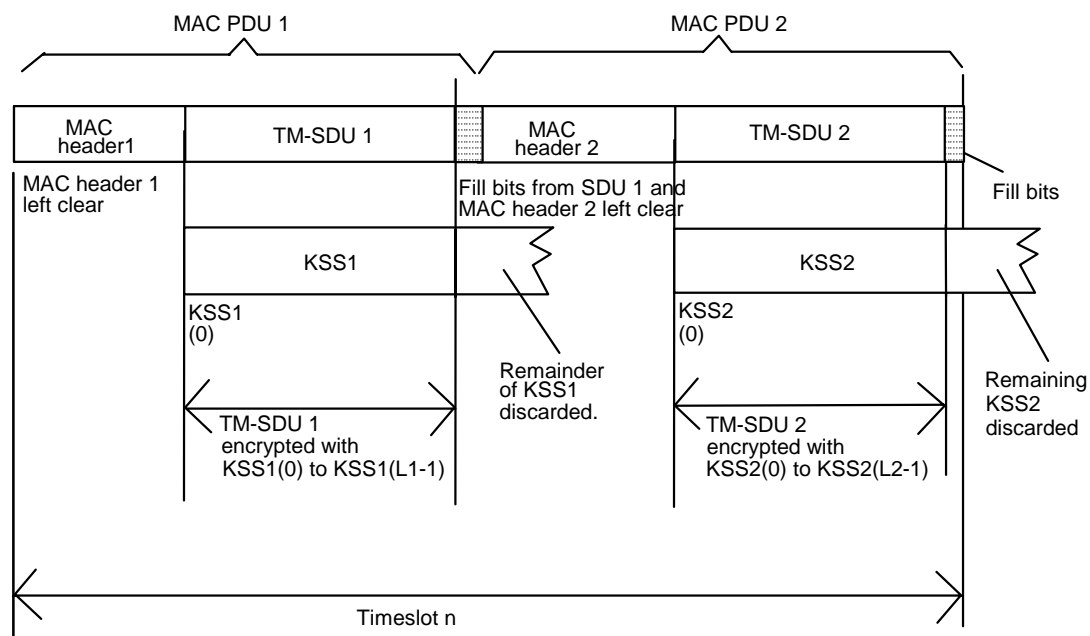 MAC PDU 1
MAC PDU 2
MAC
header1
TM-SDU 1
MAC
header 2
TM-SDU 2
MAC header 1
left clear
Fill bits from SDU 1 and
MAC header 2 left clear
Fill bits
KSS1
KSS2
KSS1
(0)
KSS2
(0)
Remainder
of KSS1
discarded.
Remaining
KSS2
discarded
TM-SDU 1
encrypted with
KSS1(0) to KSS1(L1-1)
TM-SDU 2
encrypted with
KSS2(0) to KSS2(L2-1)
Timeslot n